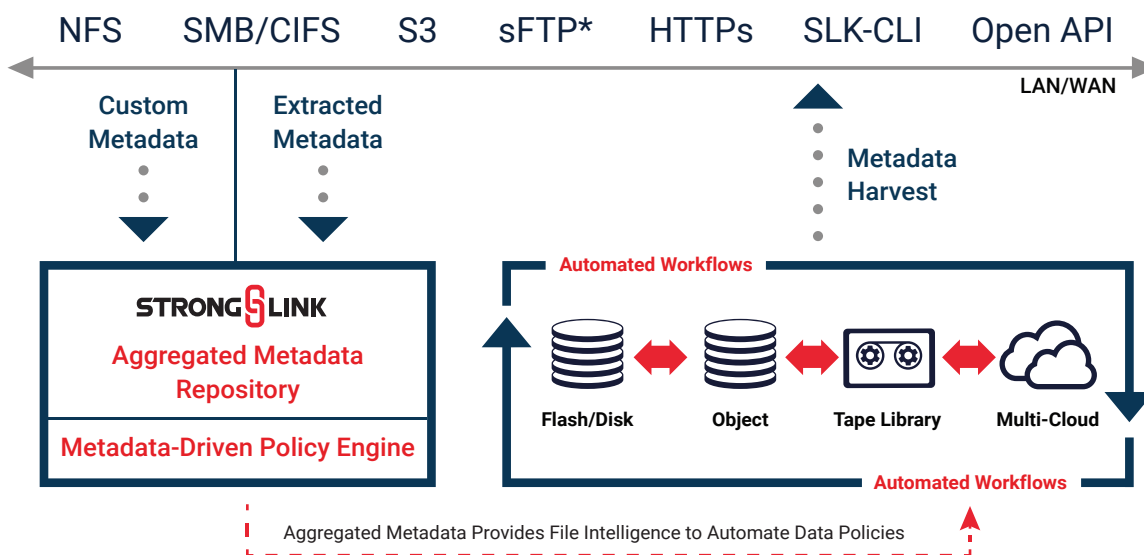 NFS SMB/CIFS S3 sFTP* HTTPs SLK-CLI Open API
LAN/WAN
Custom
Metadata
Extracted
Metadata
Metadata
Harvest
STRONG LINK
Aggregated Metadata
Repository
Metadata-Driven Policy Engine
Automated Workflows
Flash/Disk Object Tape Library Multi-Cloud
Automated Workflows
Aggregated Metadata Provides File Intelligence to Automate Data Policies